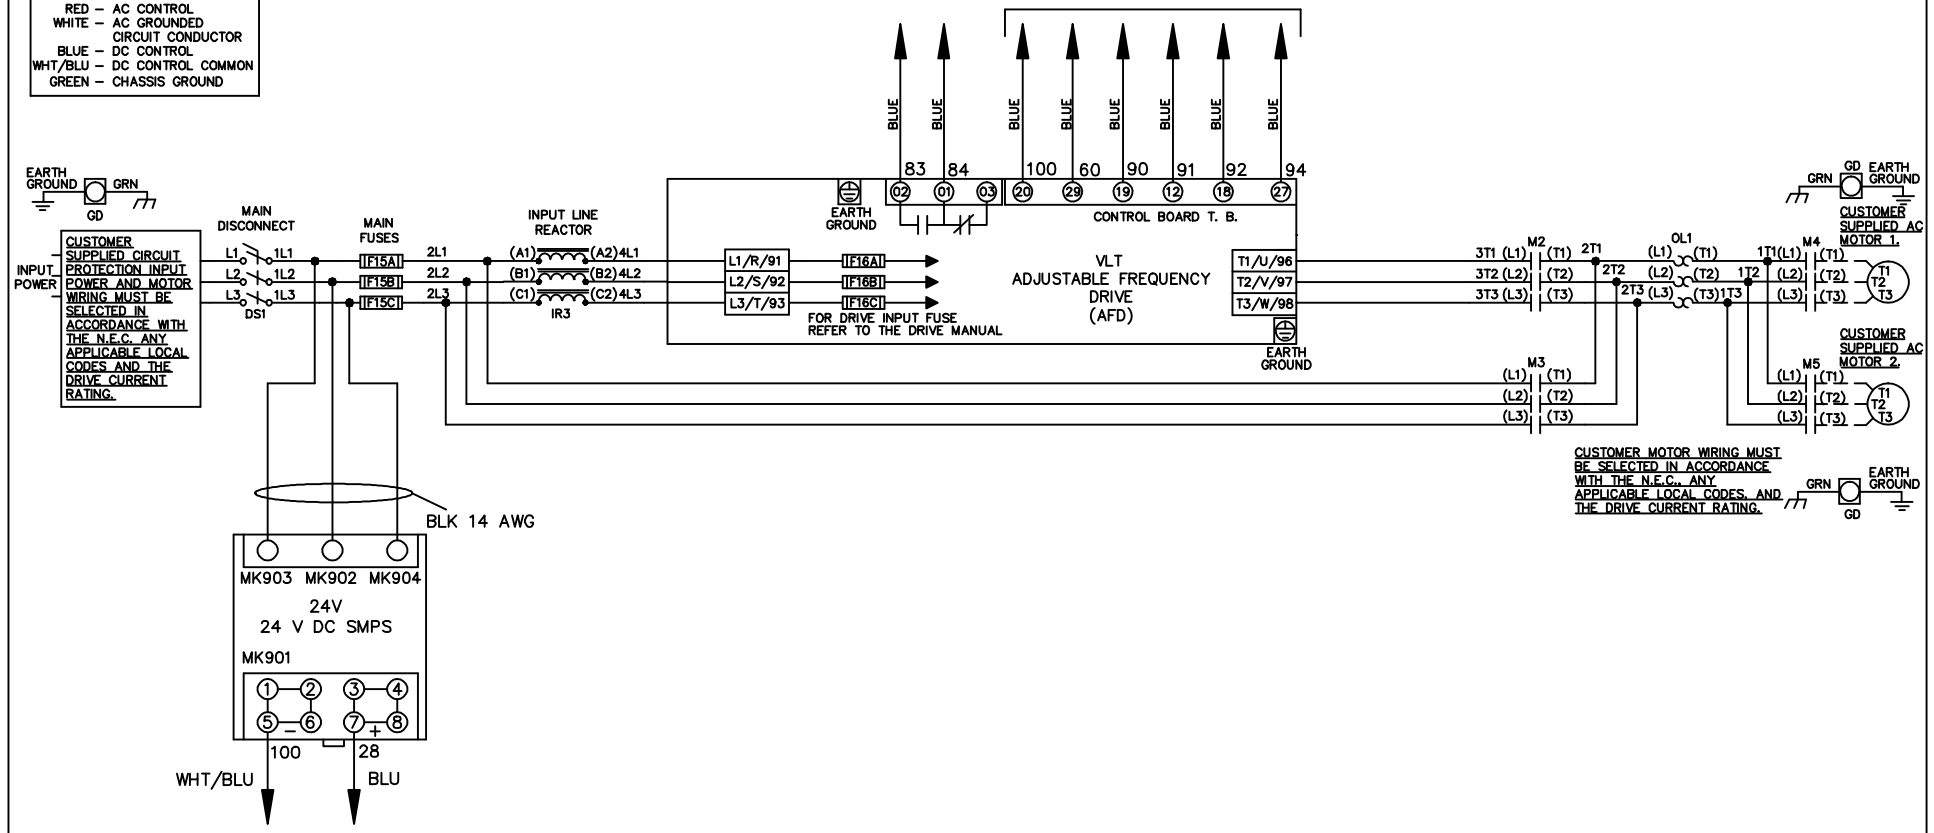 RED – AC CONTROL
WHITE – AC GROUNDED
CIRCUIT CONDUCTOR
BLUE – DC CONTROL
WHT/BLU – DC CONTROL COMMON
GREEN – CHASSIS GROUND
BLUE BLUE BLUE BLUE BLUE BLUE BLUE BLUE
83 84 100 60 90 91 92 94
02 01 03 20 29 19 12 18 27
EARTH
GROUND
CONTROL BOARD T. B.
EARTH
GROUND
GRN
GD
MAIN
DISCONNECT
MAIN
FUSES
INPUT LINE
REACTOR
INPUT
POWER
CUSTOMER
SUPPLIED CIRCUIT
PROTECTION INPUT
POWER AND MOTOR
WIRING MUST BE
SELECTED IN
ACCORDANCE WITH
THE N.E.C. ANY
APPLICABLE LOCAL
CODES AND THE
DRIVE CURRENT
RATING.
L1 1L1 F15A 2L1 (A1) (A2) 4L1 L1/R/91 F16A
L2 1L2 F15B 2L2 (B1) (B2) 4L2 L2/S/92 F16B
L3 1L3 F15C 2L3 (C1) (C2) 4L3 L3/T/93 F16C
DS1
IR3
FOR DRIVE INPUT FUSE
REFER TO THE DRIVE MANUAL
VLT
ADJUSTABLE FREQUENCY
DRIVE
(AFD)
T1/U/96
T2/V/97
T3/W/98
EARTH
GROUND
M2 OL1 M4
3T1 (L1) (T1) 2T1 (L1) (T1) 1T1 (L1) (T1)
3T2 (L2) (T2) 2T2 (L2) (T2) 1T2 (L2) (T2)
3T3 (L3) (T3) 2T3 (L3) (T3) 1T3 (L3) (T3)
T1
T2
T3
GRN
GD
EARTH
GROUND
CUSTOMER
SUPPLIED AC
MOTOR 1.
CUSTOMER
SUPPLIED AC
MOTOR 2.
M3 M5
(L1) (T1) (L1) (T1)
(L2) (T2) (L2) (T2)
(L3) (T3) (L3) (T3)
T1
T2
T3
CUSTOMER MOTOR WIRING MUST
BE SELECTED IN ACCORDANCE
WITH THE N.E.C., ANY
APPLICABLE LOCAL CODES, AND
THE DRIVE CURRENT RATING.
GRN
GD
EARTH
GROUND
BLK 14 AWG
MK903 MK902 MK904
24V
24 V DC SMPS
MK901
1 2 3 4
5 – 6 7 + 8
100 28
WHT/BLU BLU